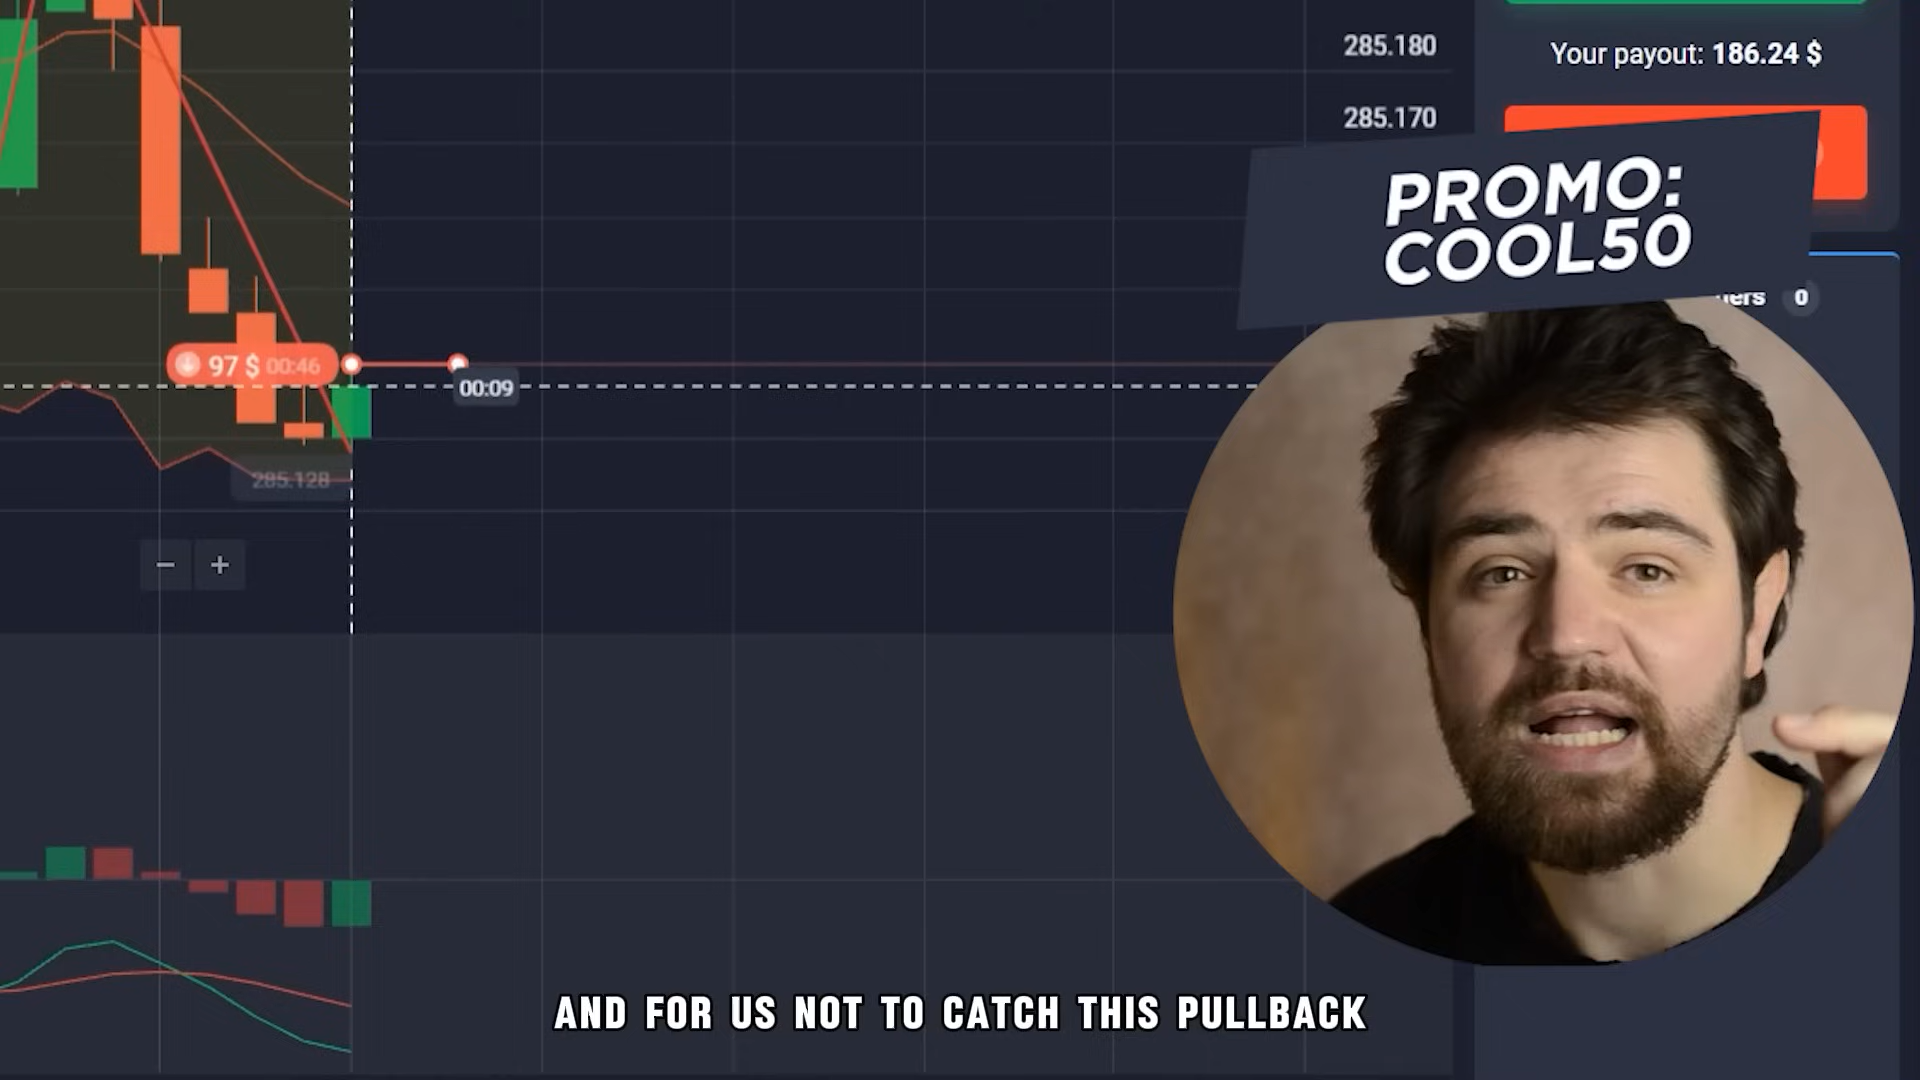 285.180
Your payout: 186.24 $
285.170
PROMO:
COOL50
0
97 $ 00:46
00:09
285.128
− +
AND FOR US NOT TO CATCH THIS PULLBACK